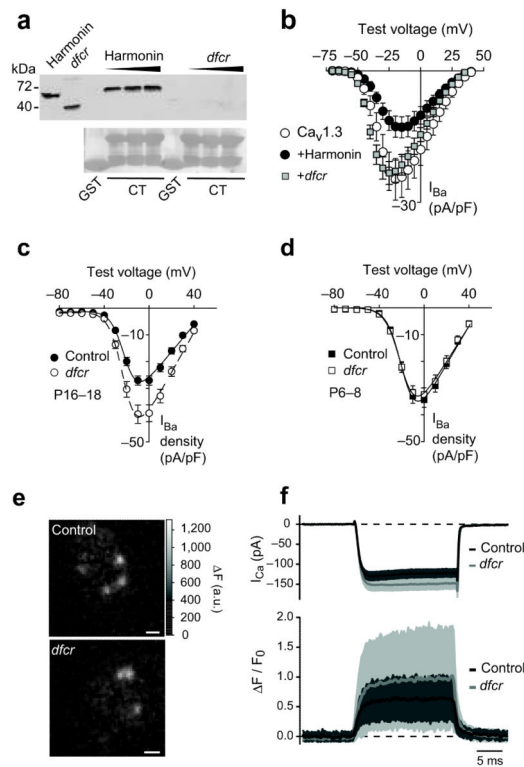 a
Harmonin
dfcr
Harmonin
dfcr
kDa
72
40
GST
CT
GST
CT
b
Test voltage (mV)
−75 −50 −25 0 25 50
Cav1.3
+Harmonin
+dfcr
−30
IBa
(pA/pF)
c
Test voltage (mV)
−80 −40 0 40
−10
Control
dfcr
P16–18
−50
IBa
density
(pA/pF)
d
Test voltage (mV)
−80 −40 0 40
−10
Control
dfcr
P6–8
−50
IBa
density
(pA/pF)
e
Control
1,200
1,000
800
600
400
200
0
ΔF (a.u.)
dfcr
f
0
−50
−100
−150
ICa (pA)
Control
dfcr
2.0
1.5
1.0
0.5
0.0
ΔF / F0
Control
dfcr
5 ms